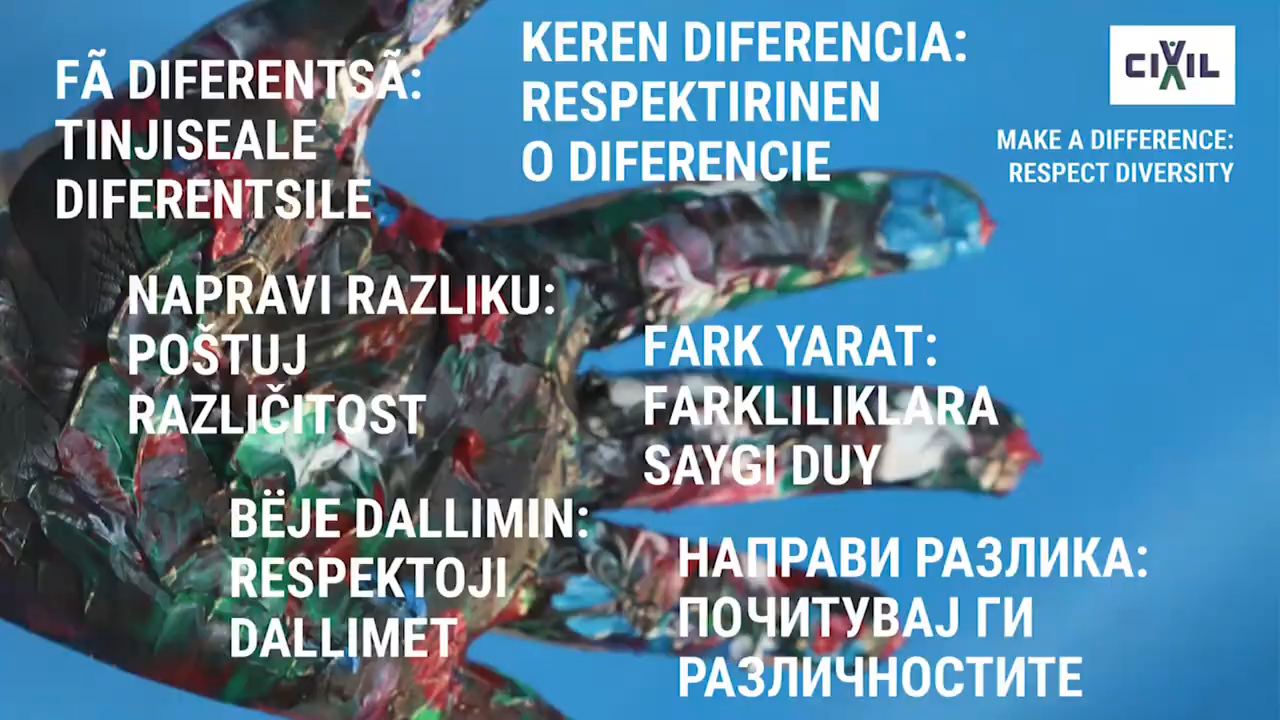 FÃ DIFERENTSÃ:
TINJISEALE
DIFERENTSILE
KEREN DIFERENCIA:
RESPEKTIRINEN
O DIFERENCIE
CIVIL
MAKE A DIFFERENCE:
RESPECT DIVERSITY
NAPRAVI RAZLIKU:
POŠTUJ
RAZLIČITOST
FARK YARAT:
FARKLILIKLARA
SAYGI DUY
BËJE DALLIMIN:
RESPEKTOJI
DALLIMET
НАПРАВИ РАЗЛИКА:
ПОЧИТУВАЈ ГИ
РАЗЛИЧНОСТИТЕ